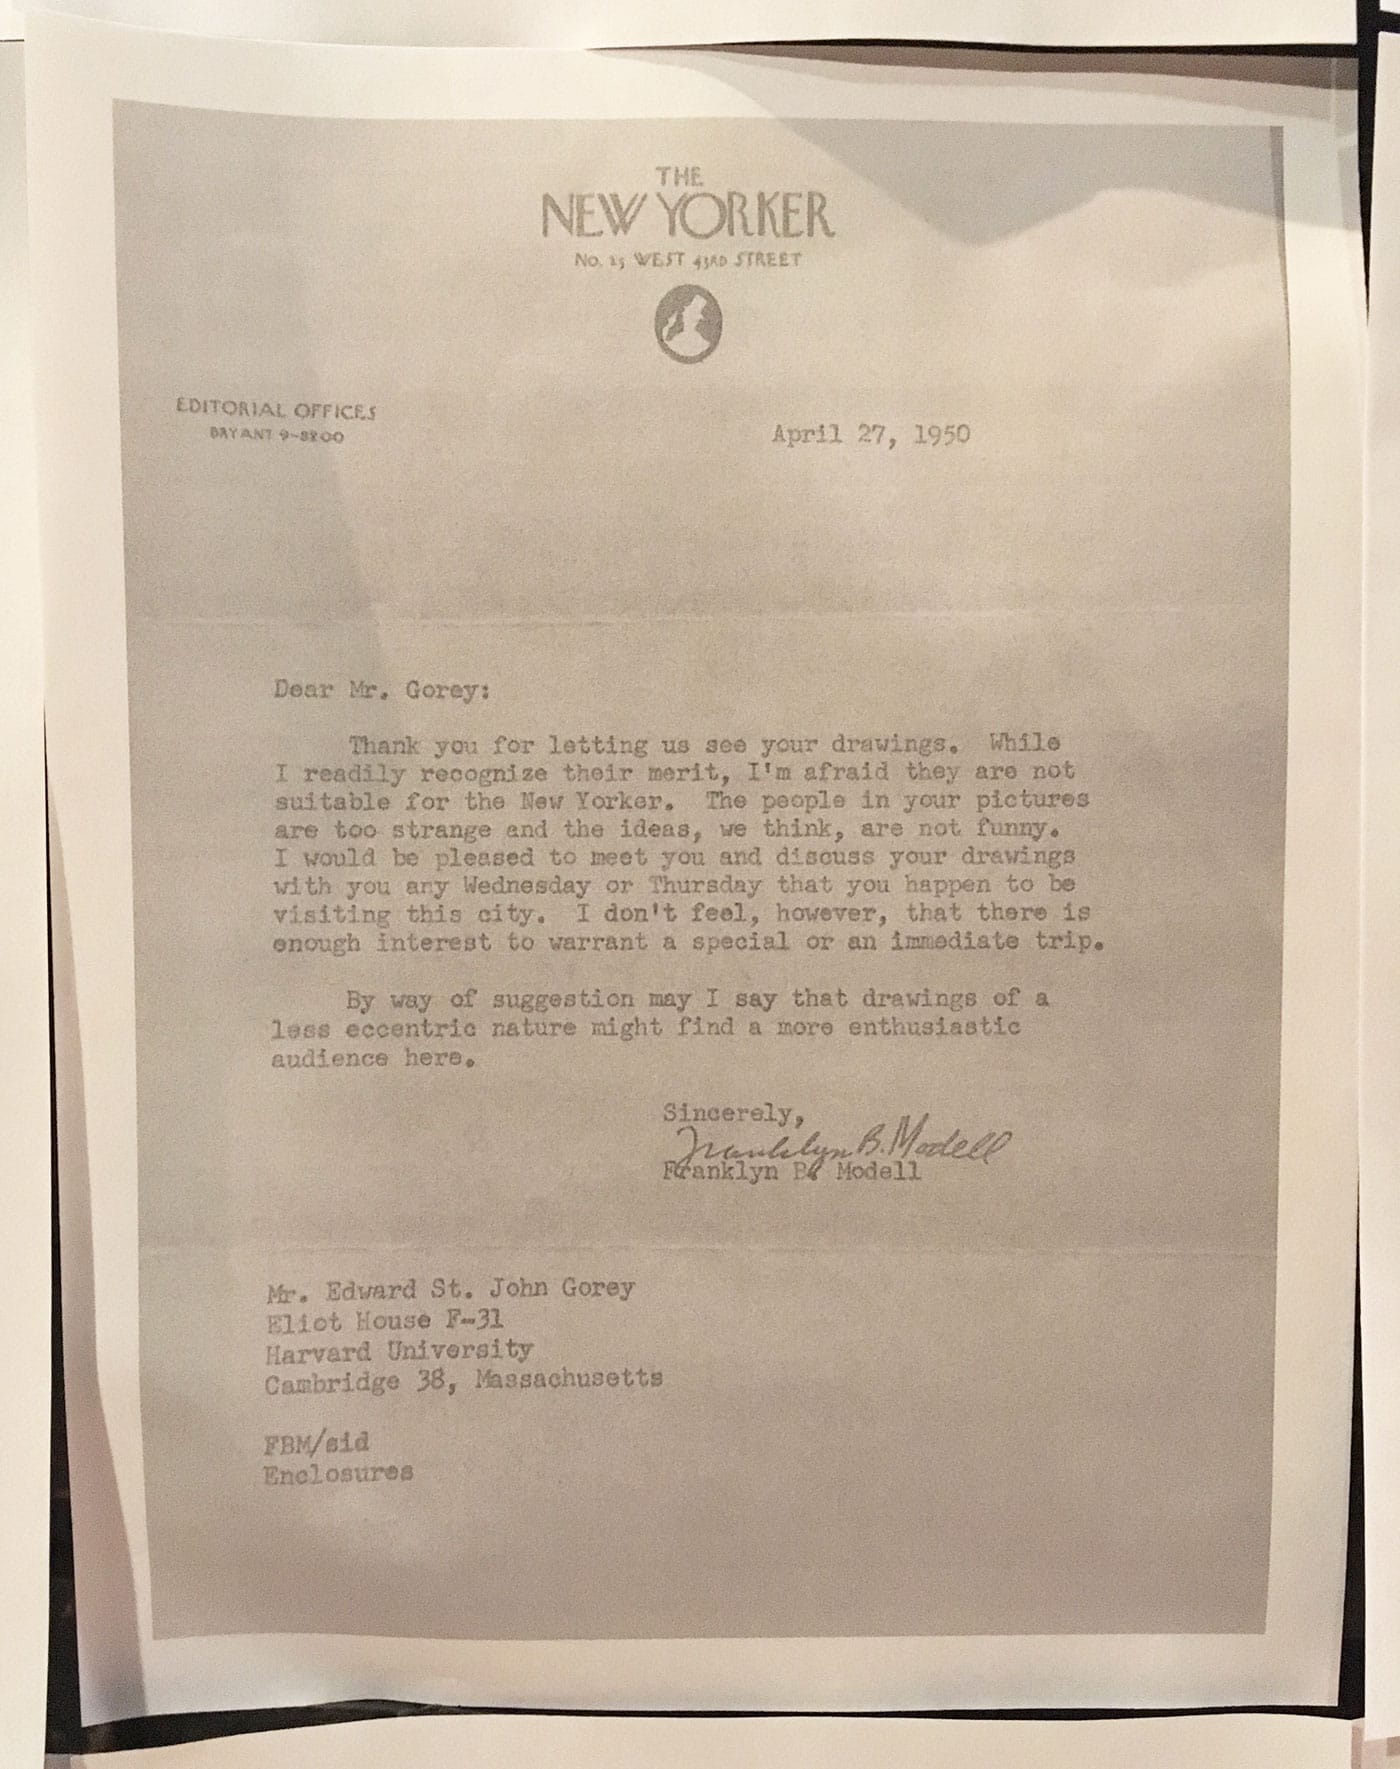 THE
NEW YORKER
No. 25 WEST 43RD STREET
EDITORIAL OFFICES
BRYANT 9-8200
April 27, 1950
Dear Mr. Gorey:
Thank you for letting us see your drawings. While
I readily recognize their merit, I'm afraid they are not
suitable for the New Yorker. The people in your pictures
are too strange and the ideas, we think, are not funny.
I would be pleased to meet you and discuss your drawings
with you any Wednesday or Thursday that you happen to be
visiting this city. I don't feel, however, that there is
enough interest to warrant a special or an immediate trip.
By way of suggestion may I say that drawings of a
less eccentric nature might find a more enthusiastic
audience here.
Sincerely,
Franklyn B. Modell
Franklyn B. Modell
Mr. Edward St. John Gorey
Eliot House F-31
Harvard University
Cambridge 38, Massachusetts
FBM/sid
Enclosures